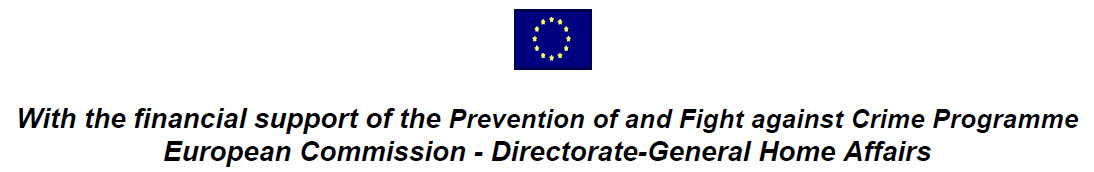 With the financial support of the Prevention of and Fight against Crime Programme
European Commission - Directorate-General Home Affairs